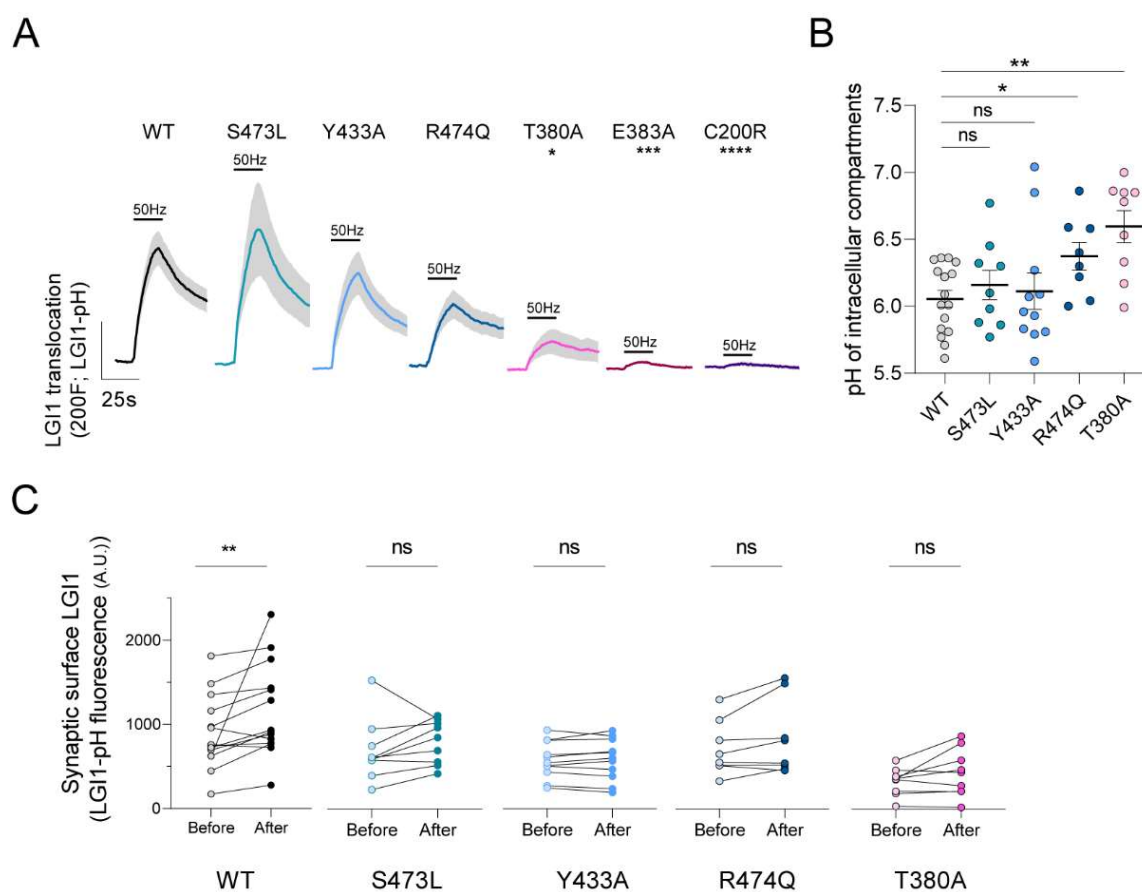 A
WT
S473L
Y433A
R474Q
T380A
E383A
C200R
*
***
****
50Hz
50Hz
50Hz
50Hz
50Hz
50Hz
50Hz
LGI1 translocation
(200F; LGI1-pH)
25s
B
**
*
ns
ns
pH of intracellular compartments
7.5
7.0
6.5
6.0
5.5
WT
S473L
Y433A
R474Q
T380A
C
Synaptic surface LGI1
(LGI1-pH fluorescence (A.U.))
**
ns
ns
ns
ns
2000
1000
0
Before After
Before After
Before After
Before After
Before After
WT
S473L
Y433A
R474Q
T380A